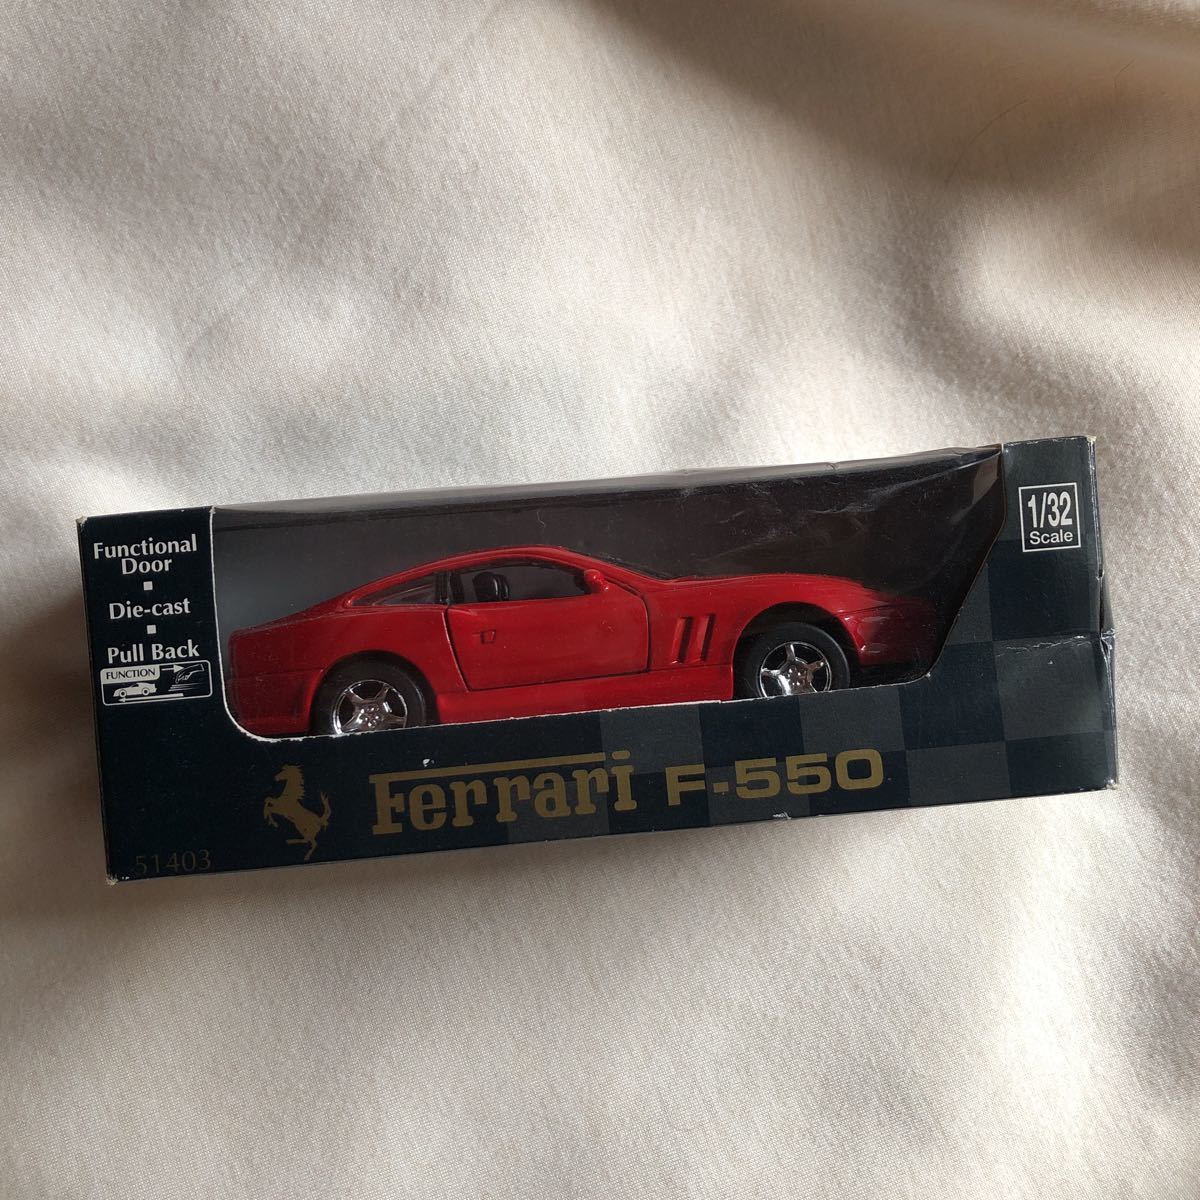 Functional
Door
Die-cast
Pull Back
FUNCTION
1/32
Scale
Ferrari F-550
51403